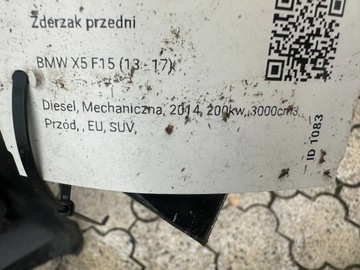 Zderzak przedni
BMW X5 F15 (13 - 17)
Diesel, Mechaniczna, 2014, 200kw, 3000cm3,
Przód, , EU, SUV,
ID 1083